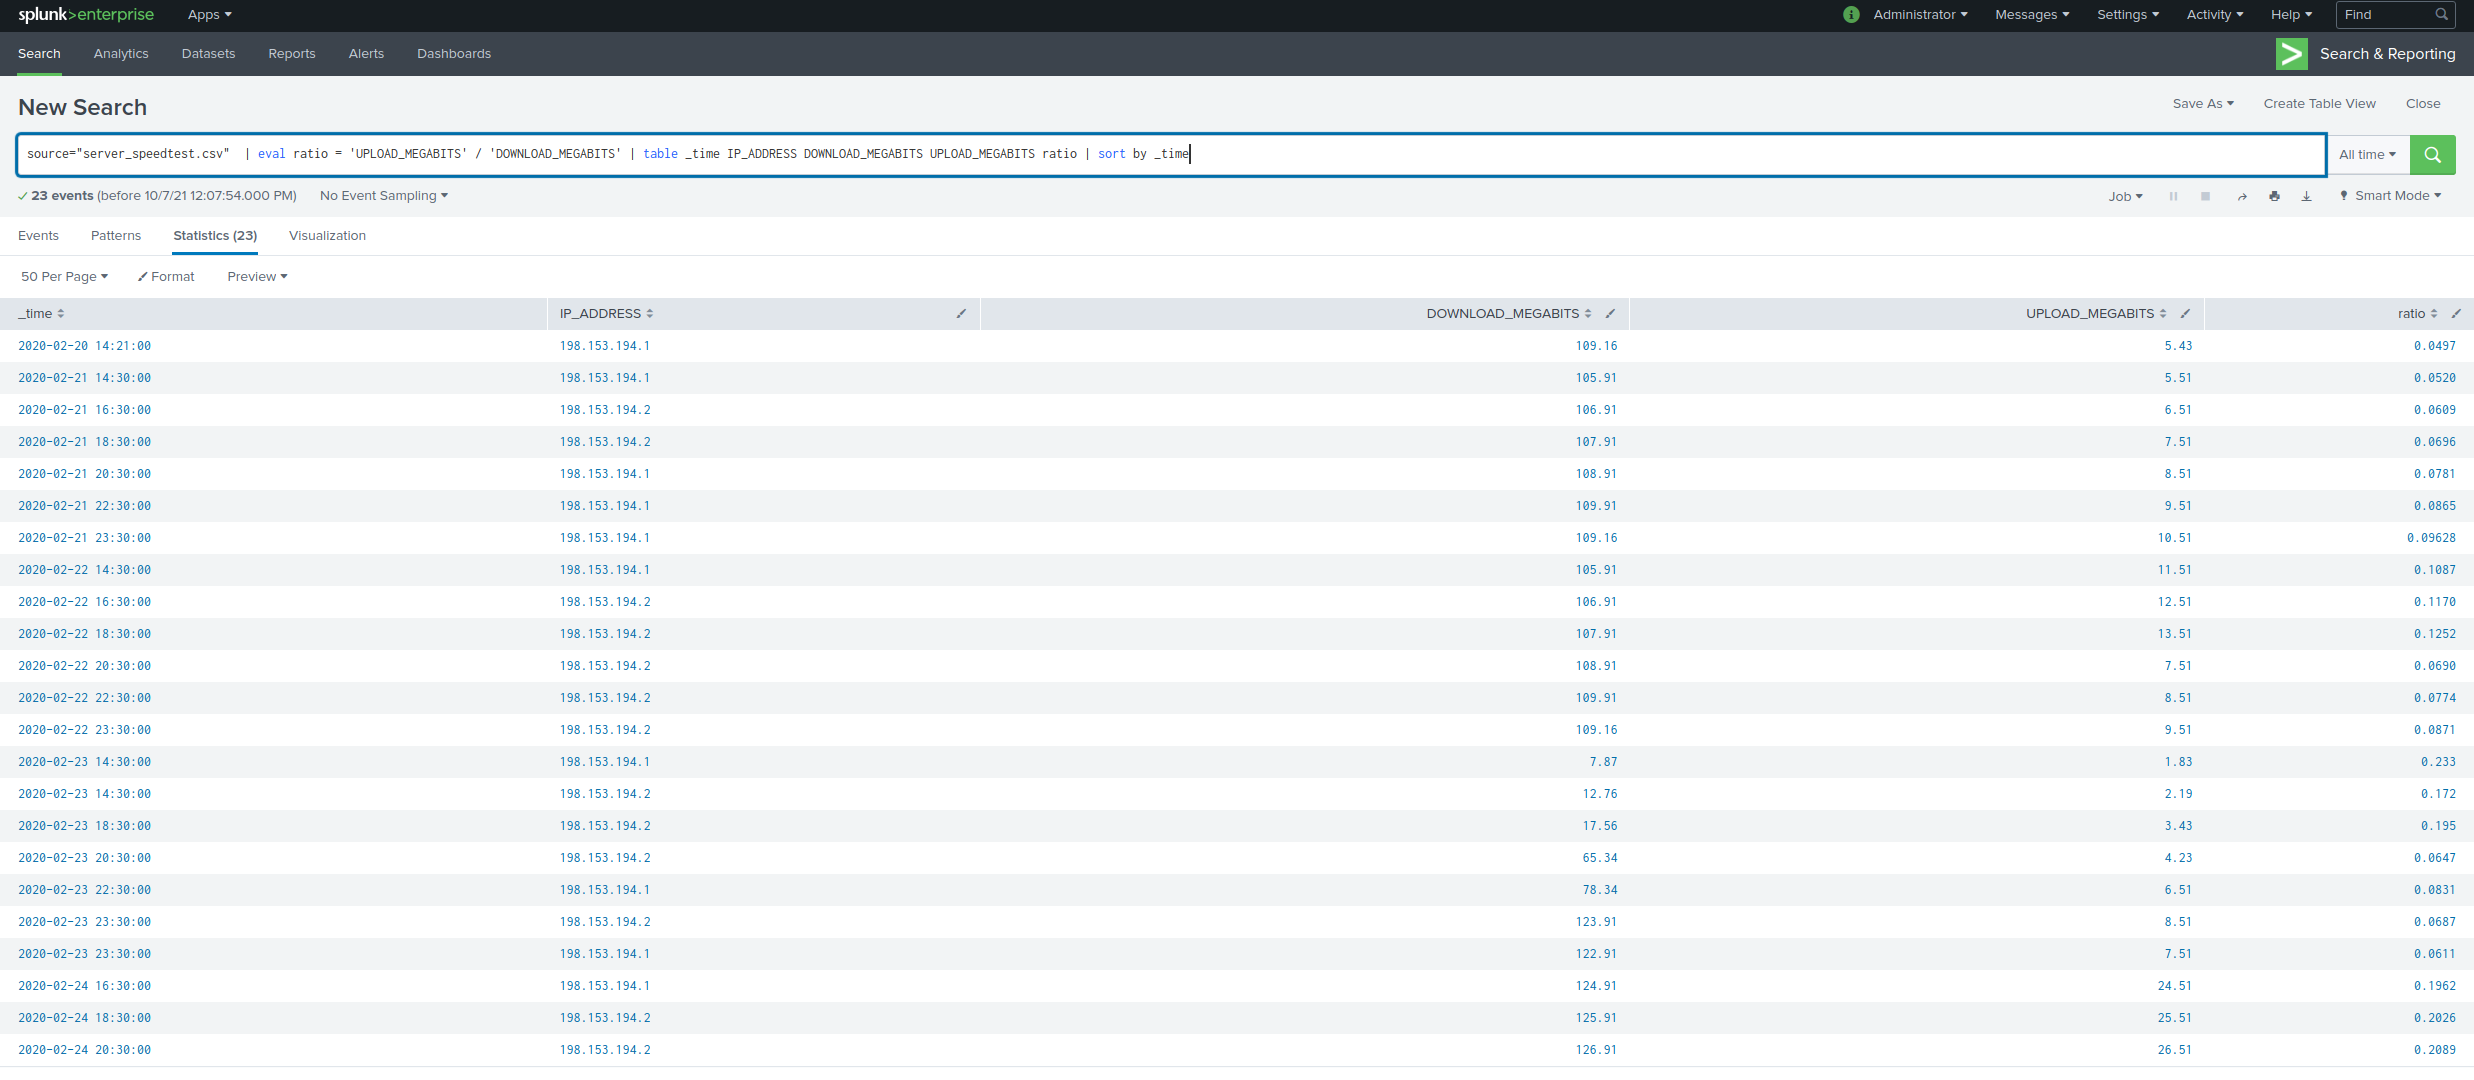 splunk>enterprise Apps Administrator Messages Settings Activity Help Find
Search Analytics Datasets Reports Alerts Dashboards Search & Reporting
New Search Save As Create Table View Close
source="server_speedtest.csv" | eval ratio = 'UPLOAD_MEGABITS' / 'DOWNLOAD_MEGABITS' | table _time IP_ADDRESS DOWNLOAD_MEGABITS UPLOAD_MEGABITS ratio | sort by _time All time
23 events (before 10/7/21 12:07:54.000 PM) No Event Sampling Job Smart Mode
Events Patterns Statistics (23) Visualization
50 Per Page Format Preview
_time IP_ADDRESS DOWNLOAD_MEGABITS UPLOAD_MEGABITS ratio
2020-02-20 14:21:00 198.153.194.1 109.16 5.43 0.0497
2020-02-21 14:30:00 198.153.194.1 105.91 5.51 0.0520
2020-02-21 16:30:00 198.153.194.2 106.91 6.51 0.0609
2020-02-21 18:30:00 198.153.194.2 107.91 7.51 0.0696
2020-02-21 20:30:00 198.153.194.1 108.91 8.51 0.0781
2020-02-21 22:30:00 198.153.194.1 109.91 9.51 0.0865
2020-02-21 23:30:00 198.153.194.1 109.16 10.51 0.09628
2020-02-22 14:30:00 198.153.194.1 105.91 11.51 0.1087
2020-02-22 16:30:00 198.153.194.2 106.91 12.51 0.1170
2020-02-22 18:30:00 198.153.194.2 107.91 13.51 0.1252
2020-02-22 20:30:00 198.153.194.2 108.91 7.51 0.0690
2020-02-22 22:30:00 198.153.194.2 109.91 8.51 0.0774
2020-02-22 23:30:00 198.153.194.2 109.16 9.51 0.0871
2020-02-23 14:30:00 198.153.194.1 7.87 1.83 0.233
2020-02-23 14:30:00 198.153.194.2 12.76 2.19 0.172
2020-02-23 18:30:00 198.153.194.2 17.56 3.43 0.195
2020-02-23 20:30:00 198.153.194.2 65.34 4.23 0.0647
2020-02-23 22:30:00 198.153.194.1 78.34 6.51 0.0831
2020-02-23 23:30:00 198.153.194.2 123.91 8.51 0.0687
2020-02-23 23:30:00 198.153.194.1 122.91 7.51 0.0611
2020-02-24 16:30:00 198.153.194.1 124.91 24.51 0.1962
2020-02-24 18:30:00 198.153.194.2 125.91 25.51 0.2026
2020-02-24 20:30:00 198.153.194.2 126.91 26.51 0.2089